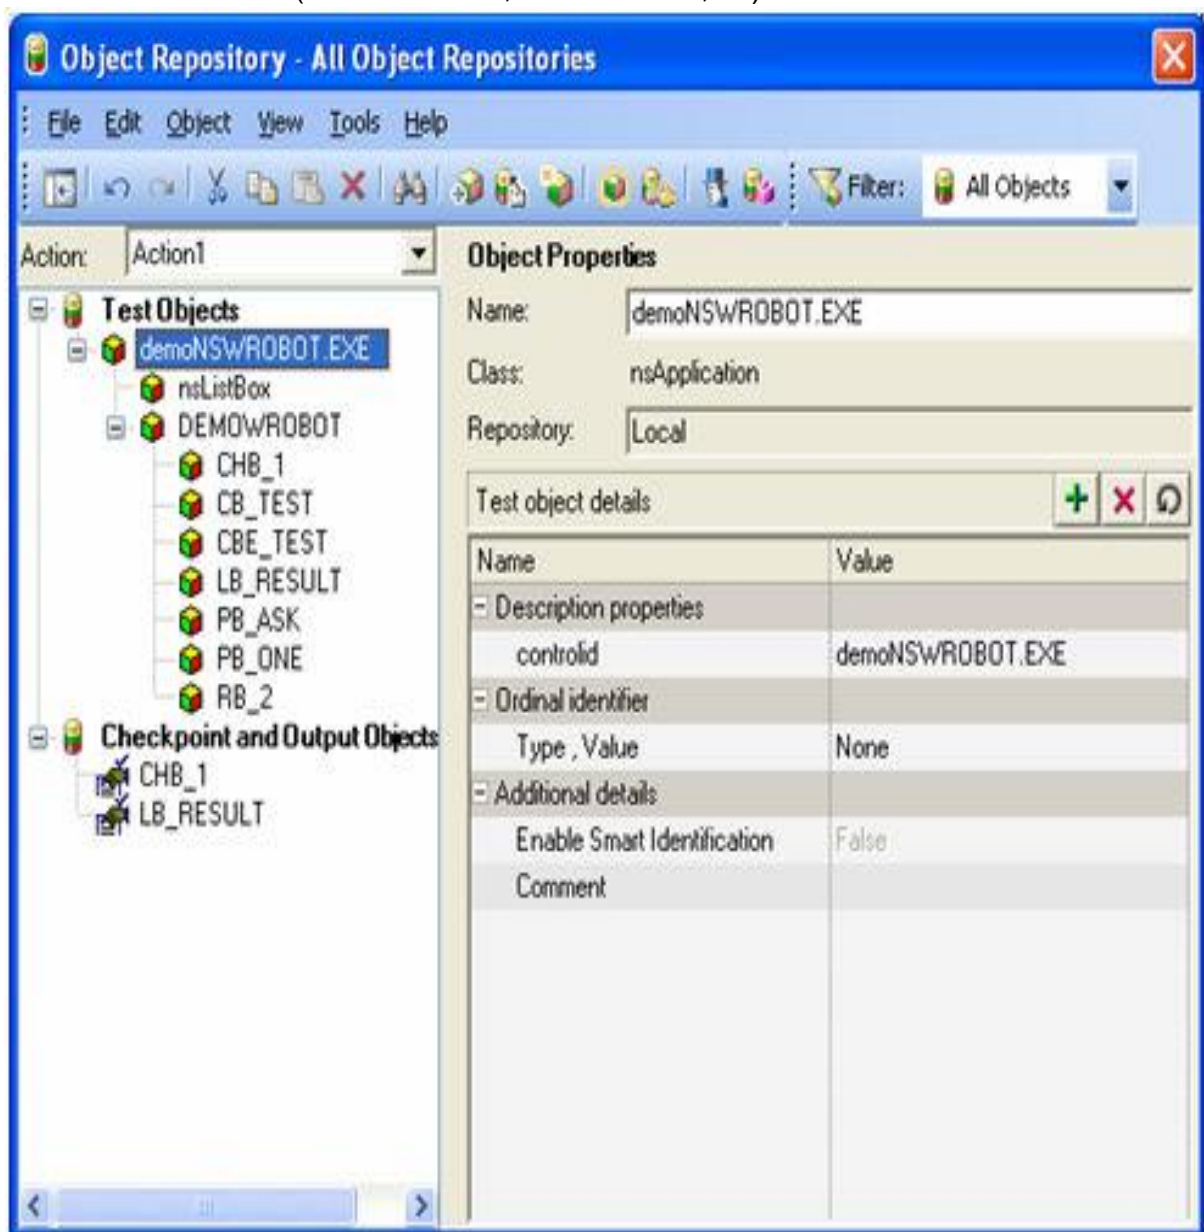 Object Repository - All Object Repositories
File Edit Object View Tools Help
Filter: All Objects
Action: Action1
Test Objects
demoNSWROBOT.EXE
nsListBox
DEMOWROBOT
CHB_1
CB_TEST
CBE_TEST
LB_RESULT
PB_ASK
PB_ONE
RB_2
Checkpoint and Output Objects
CHB_1
LB_RESULT
Object Properties
Name: demoNSWROBOT.EXE
Class: nsApplication
Repository: Local
Test object details
Name Value
Description properties
controlid demoNSWROBOT.EXE
Ordinal identifier
Type , Value None
Additional details
Enable Smart Identification False
Comment